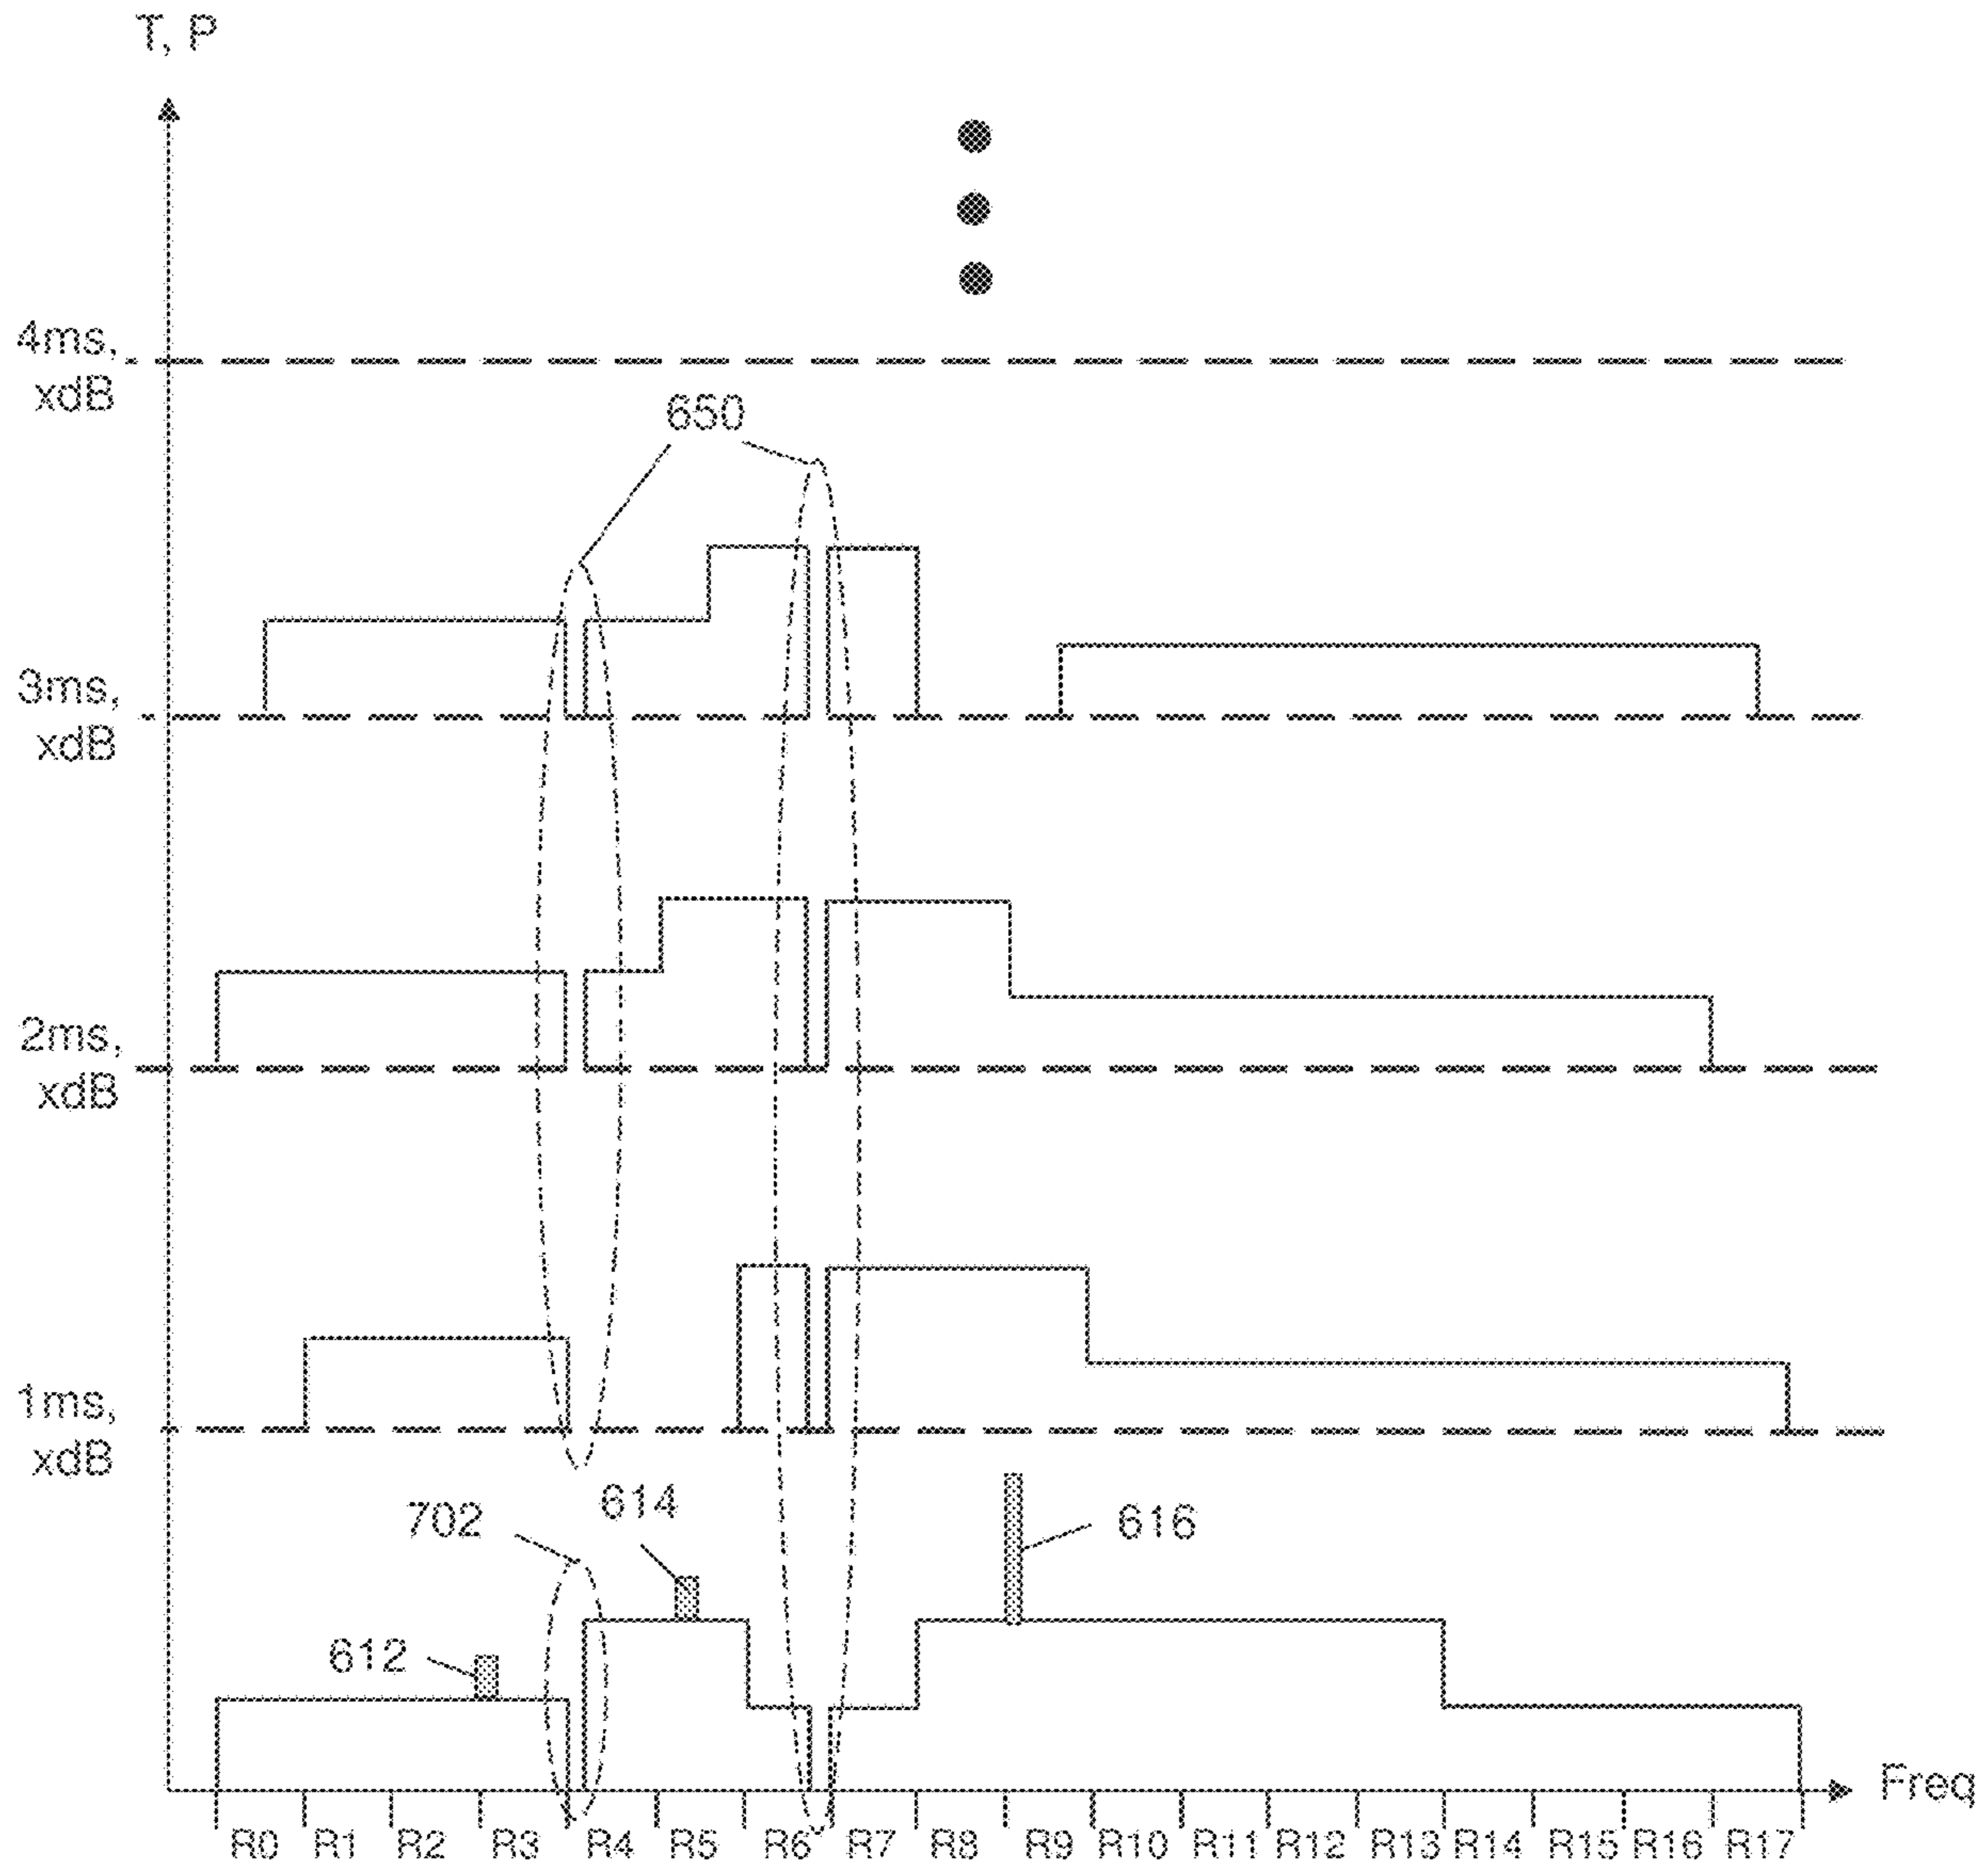 T, P
4ms,
xdB
650
3ms,
xdB
2ms,
xdB
1ms,
xdB
702
614
616
612
Freq
R0 R1 R2 R3 R4 R5 R6 R7 R8 R9 R10 R11 R12 R13 R14 R15 R16 R17